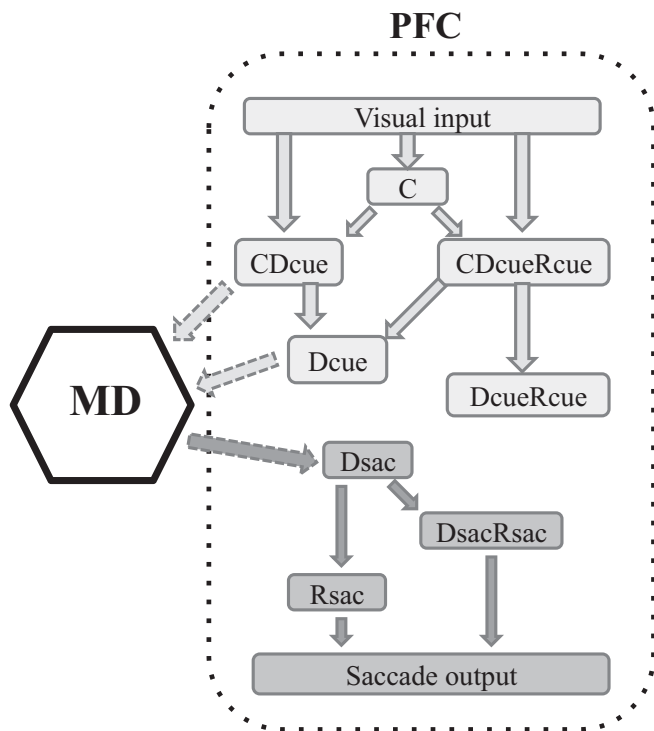 PFC
Visual input
C
CDcue
CDcueRcue
Dcue
DcueRcue
MD
Dsac
DsacRsac
Rsac
Saccade output